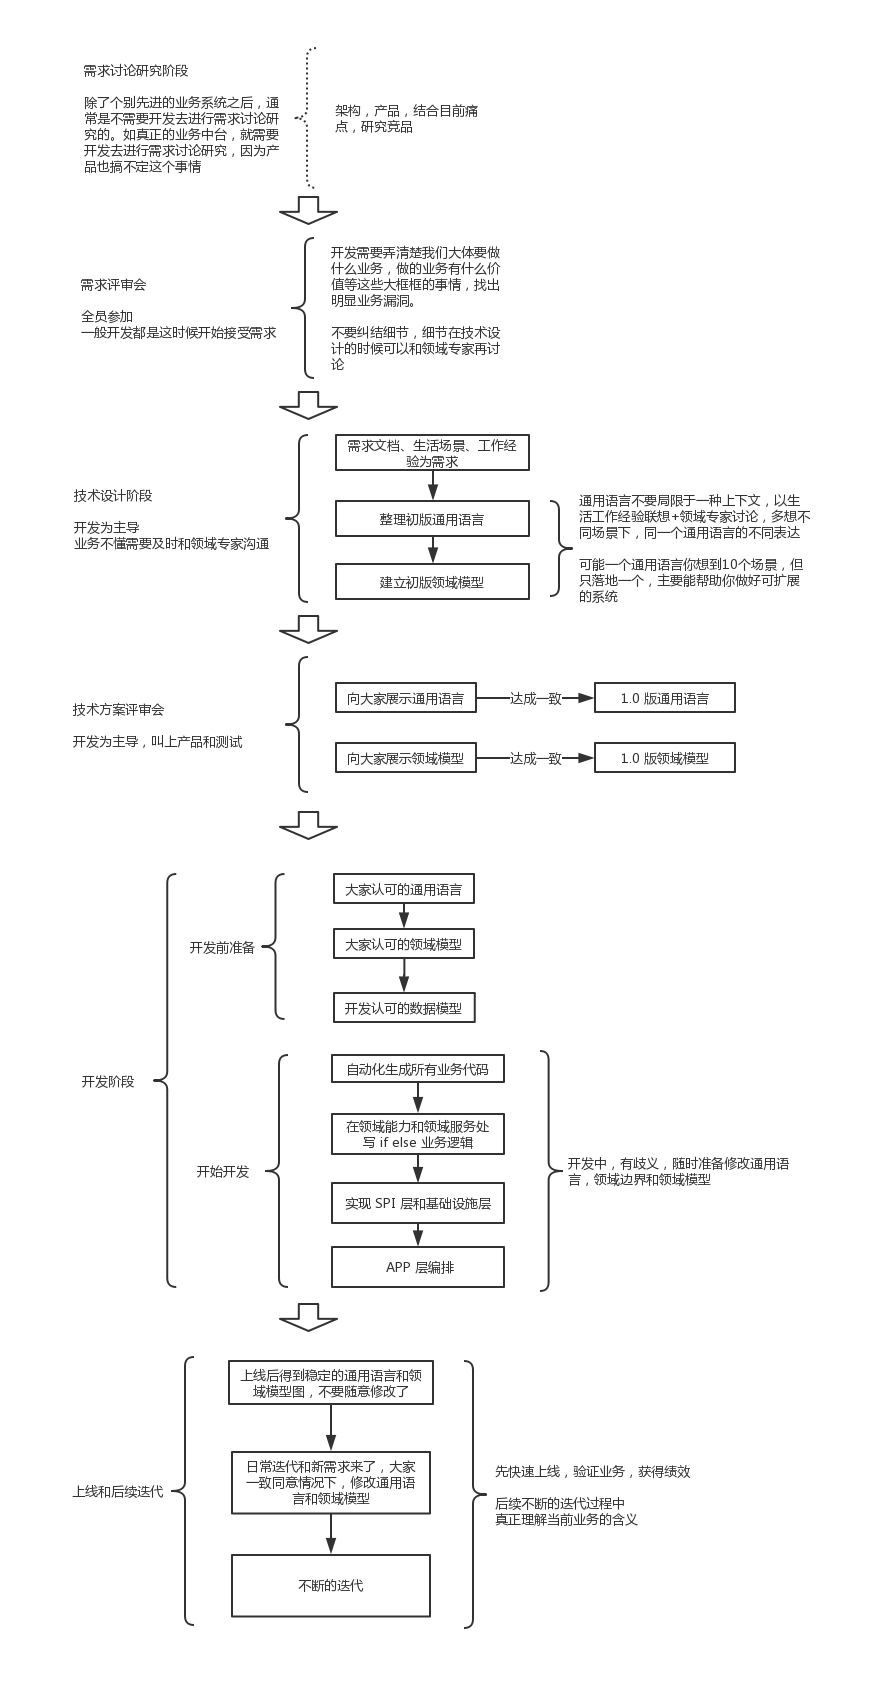 需求讨论研究阶段
除了个别先进的业务系统之后，通
常是不需要开发去进行需求讨论研
究的。如真正的业务中台，就需要
开发去进行需求讨论研究，因为产
品也搞不定这个事情
架构，产品，结合目前痛
点，研究竞品
需求评审会
全员参加
一般开发都是这时候开始接受需求
开发需要弄清楚我们大体要做
什么业务，做的业务有什么价
值等这些大框框的事情，找出
明显业务漏洞。
不要纠结细节，细节在技术设
计的时候可以和领域专家再讨
论
技术设计阶段
开发为主导
业务不懂需要及时和领域专家沟通
需求文档、生活场景、工作经
验为需求
整理初版通用语言
建立初版领域模型
通用语言不要局限于一种上下文，以生
活工作经验联想+领域专家讨论，多想不
同场景下，同一个通用语言的不同表达
可能一个通用语言你想到10个场景，但
只落地一个，主要能帮助你做好可扩展
的系统
技术方案评审会
开发为主导，叫上产品和测试
向大家展示通用语言
达成一致
1.0 版通用语言
向大家展示领域模型
达成一致
1.0 版领域模型
开发阶段
开发前准备
大家认可的通用语言
大家认可的领域模型
开发认可的数据模型
开始开发
自动化生成所有业务代码
在领域能力和领域服务处
写 if else 业务逻辑
实现 SPI 层和基础设施层
APP 层编排
开发中，有歧义，随时准备修改通用语
言，领域边界和领域模型
上线和后续迭代
上线后得到稳定的通用语言和领
域模型图，不要随意修改了
日常迭代和新需求来了，大家
一致同意情况下，修改通用语
言和领域模型
不断的迭代
先快速上线，验证业务，获得绩效
后续不断的迭代过程中
真正理解当前业务的含义